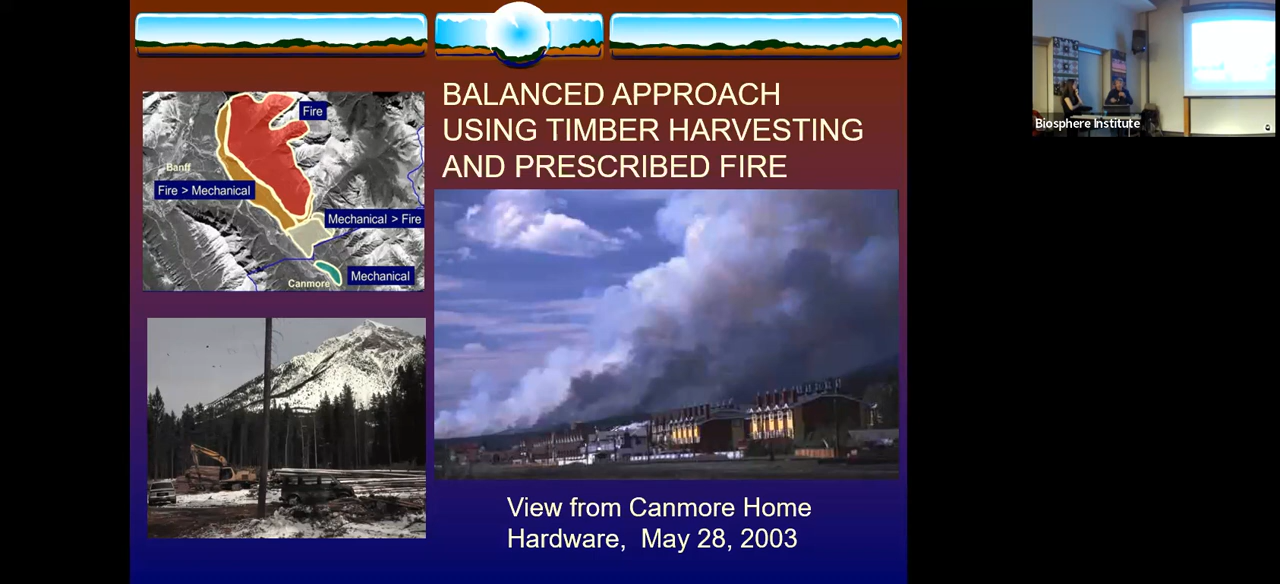 BALANCED APPROACH
USING TIMBER HARVESTING
AND PRESCRIBED FIRE
Fire
Banff
Fire > Mechanical
Mechanical > Fire
Canmore
Mechanical
View from Canmore Home
Hardware, May 28, 2003
Biosphere Institute